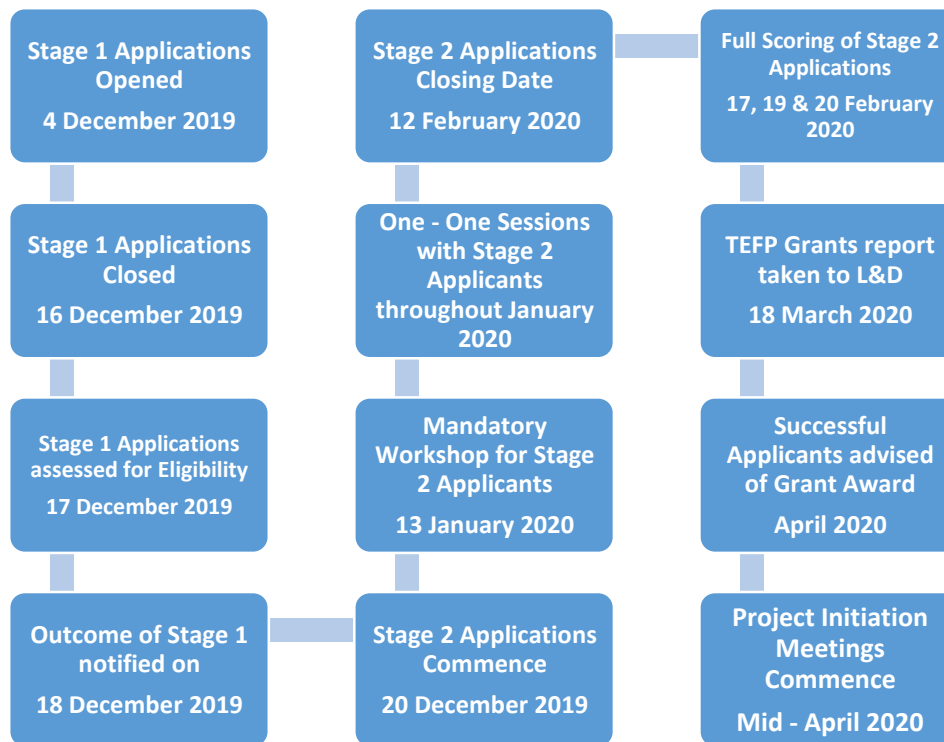 Stage 1 Applications
Opened
4 December 2019
Stage 1 Applications
Closed
16 December 2019
Stage 1 Applications
assessed for Eligibility
17 December 2019
Outcome of Stage 1
notified on
18 December 2019
Stage 2 Applications
Commence
20 December 2019
Mandatory
Workshop for Stage
2 Applicants
13 January 2020
One - One Sessions
with Stage 2
Applicants
throughout January
2020
Stage 2 Applications
Closing Date
12 February 2020
Full Scoring of Stage 2
Applications
17, 19 & 20 February
2020
TEFP Grants report
taken to L&D
18 March 2020
Successful
Applicants advised
of Grant Award
April 2020
Project Initiation
Meetings
Commence
Mid - April 2020